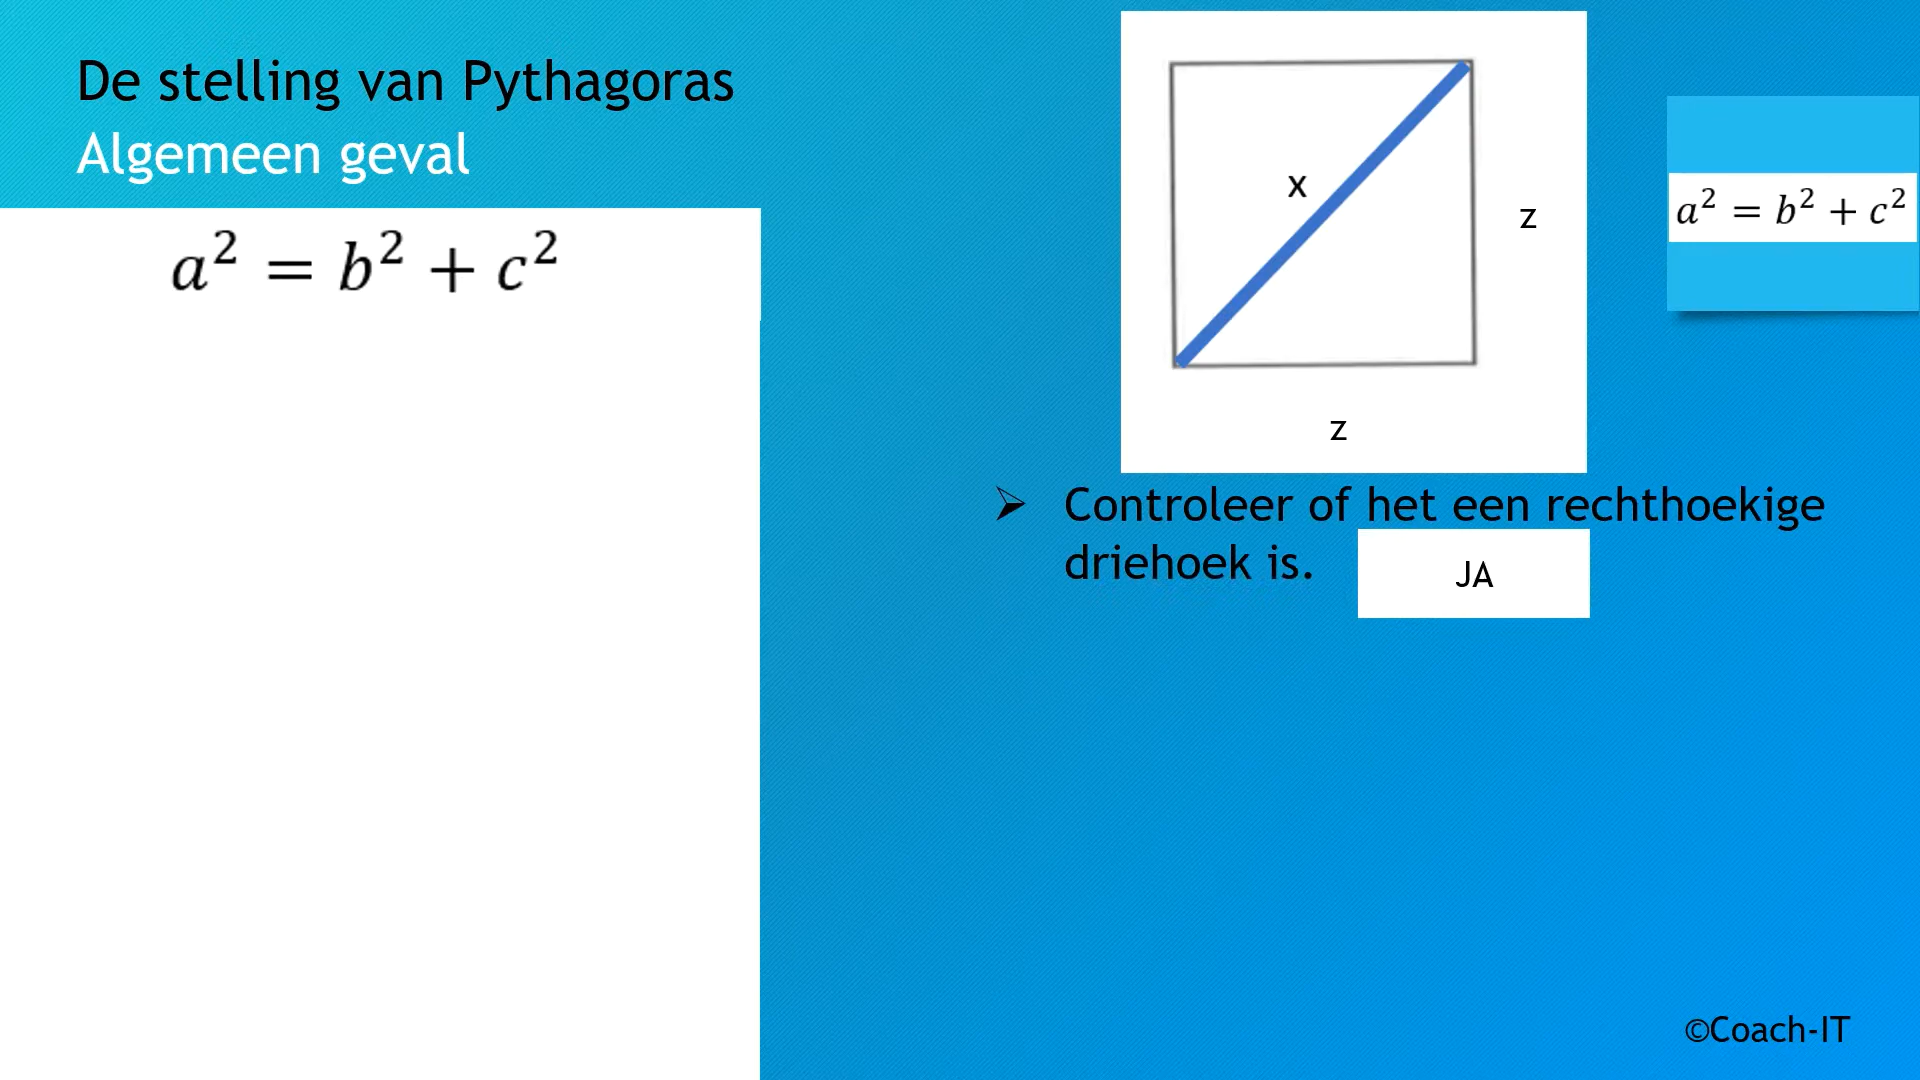 De stelling van Pythagoras
Algemeen geval
a² = b² + c²
x
z
z
a² = b² + c²
➢ Controleer of het een rechthoekige
driehoek is.
JA
©Coach-IT